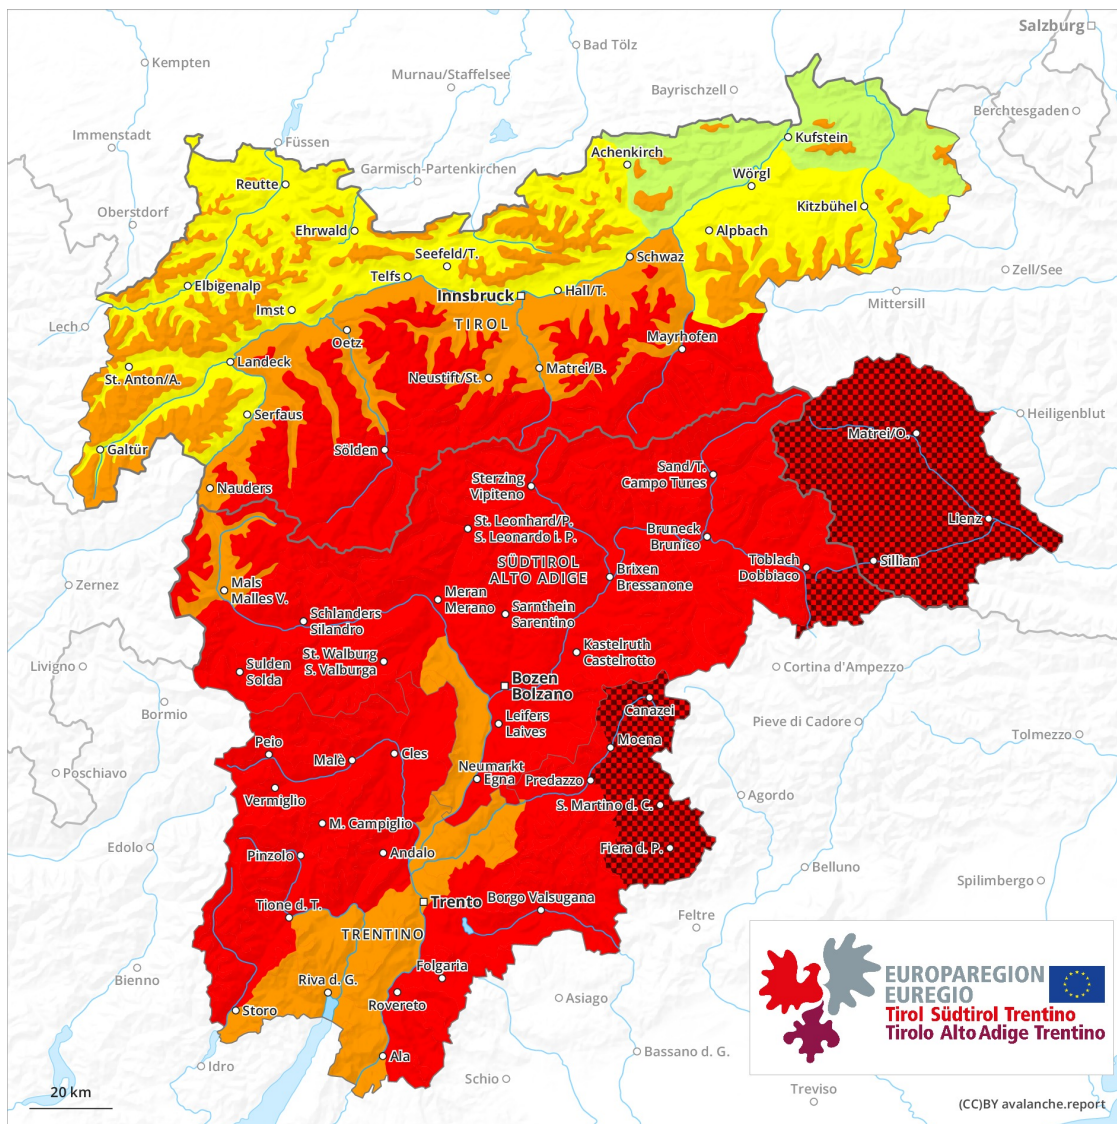 Salzburg
Bad Tölz
Kempten
Murnau/Staffelsee
Bayrischzell
Berchtesgaden
Immenstadt
Füssen
Kufstein
Achenkirch
Garmisch-Partenkirchen
Wörgl
Reutte
Kitzbühel
Oberstdorf
Ehrwald
Alpbach
Seefeld/T.
Schwaz
Telfs
Zell/See
Elbigenalp
Innsbruck
Hall/T.
Mittersill
Imst
TIROL
Lech
Oetz
Mayrhofen
Landeck
Matrei/B.
St. Anton/A.
Neustift/St.
Serfaus
Heiligenblut
Matrei/O.
Galtür
Sölden
Sand/T.
Campo Tures
Sterzing
Vipiteno
Nauders
Lienz
St. Leonhard/P.
S. Leonardo i. P.
Bruneck
Brunico
SÜDTIROL
ALTO ADIGE
Toblach
Dobbiaco
Sillian
Brixen
Bressanone
Zernez
Mals
Malles V.
Meran
Merano
Sarnthein
Sarentino
Schlanders
Silandro
Kastelruth
Castelrotto
St. Walburg
S. Valburga
Livigno
Sulden
Solda
Cortina d'Ampezzo
Bozen
Bolzano
Canazei
Bormio
Leifers
Laives
Pieve di Cadore
Tolmezzo
Moena
Peio
Cles
Malè
Poschiavo
Neumarkt
Egna
Predazzo
Vermiglio
Agordo
S. Martino d. C.
M. Campiglio
Edolo
Pinzolo
Andalo
Fiera d. P.
Belluno
Spilimbergo
Trento
Borgo Valsugana
Tione d. T.
Feltre
TRENTINO
Folgaria
Bienno
Riva d. G.
Rovereto
Asiago
Storo
EUROPAREGION
EUREGIO
Tirol Südtirol Trentino
Tirolo Alto Adige Trentino
Ala
Bassano d. G.
Idro
Schio
Treviso
20 km
(CC)BY avalanche.report